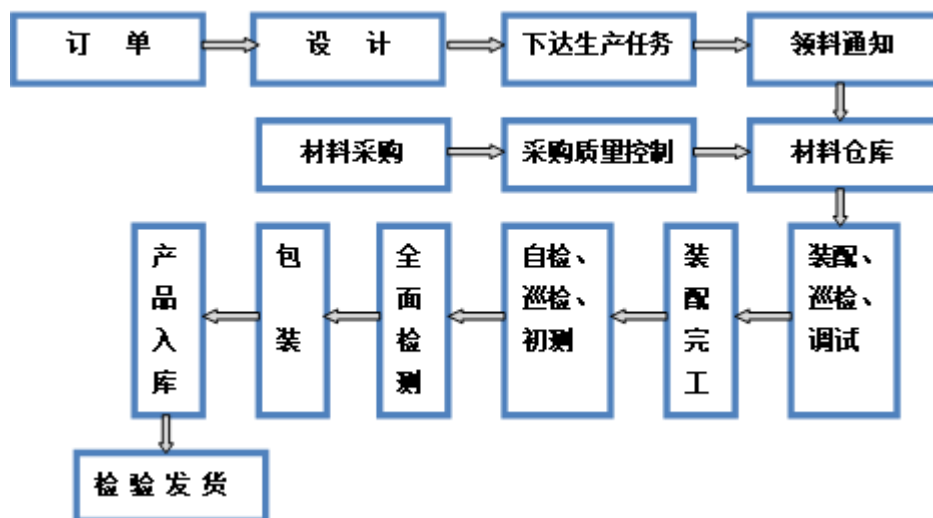 订 单
设 计
下达生产任务
领料通知
材料采购
采购质量控制
材料仓库
产品入库
包装
全面检测
自检、
巡检、
初测
装配完工
装配、
巡检、
调试
检验发货